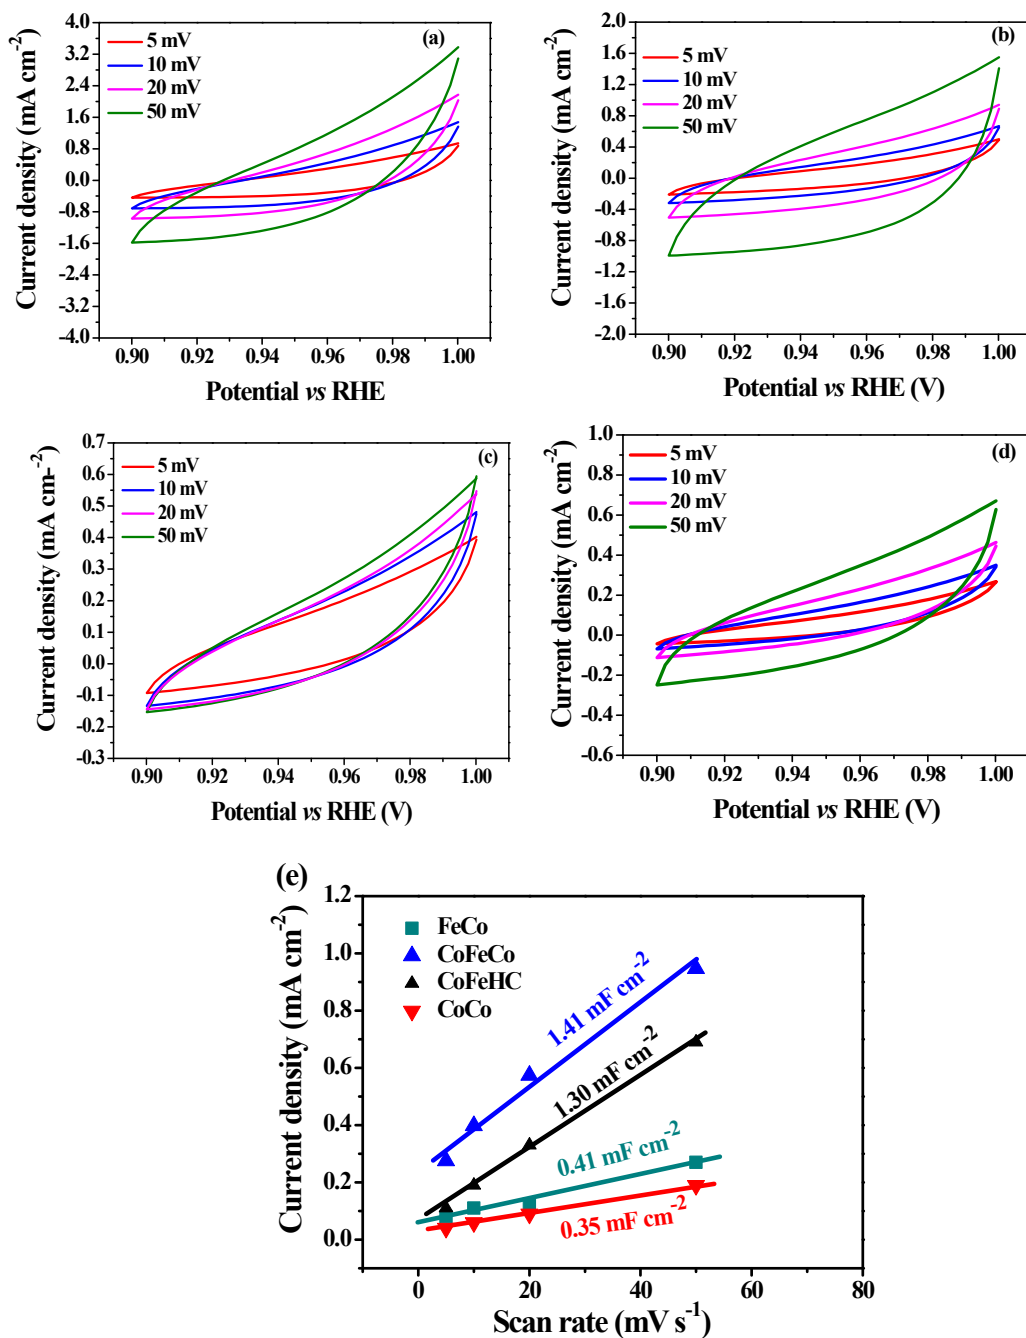 (a)
5 mV
10 mV
20 mV
50 mV
4.0
3.2
2.4
1.6
0.8
0.0
-0.8
-1.6
-2.4
-3.2
-4.0
0.90
0.92
0.94
0.96
0.98
1.00
Current density (mA cm⁻²)
Potential vs RHE
(b)
5 mV
10 mV
20 mV
50 mV
2.0
1.6
1.2
0.8
0.4
0.0
-0.4
-0.8
-1.2
-1.6
-2.0
0.90
0.92
0.94
0.96
0.98
1.00
Current density (mA cm⁻²)
Potential vs RHE (V)
(c)
5 mV
10 mV
20 mV
50 mV
0.7
0.6
0.5
0.4
0.3
0.2
0.1
0.0
-0.1
-0.2
-0.3
0.90
0.92
0.94
0.96
0.98
1.00
Current density (mA cm-⁻²)
Potential vs RHE (V)
(d)
5 mV
10 mV
20 mV
50 mV
1.0
0.8
0.6
0.4
0.2
0.0
-0.2
-0.4
-0.6
0.90
0.92
0.94
0.96
0.98
1.00
Current density (mA cm⁻²)
Potential vs RHE (V)
(e)
FeCo
CoFeCo
CoFeHC
CoCo
1.41 mF cm⁻²
1.30 mF cm⁻²
0.41 mF cm⁻²
0.35 mF cm⁻²
1.2
1.0
0.8
0.6
0.4
0.2
0.0
0
20
40
60
80
Current density (mA cm⁻²)
Scan rate (mV s⁻¹)